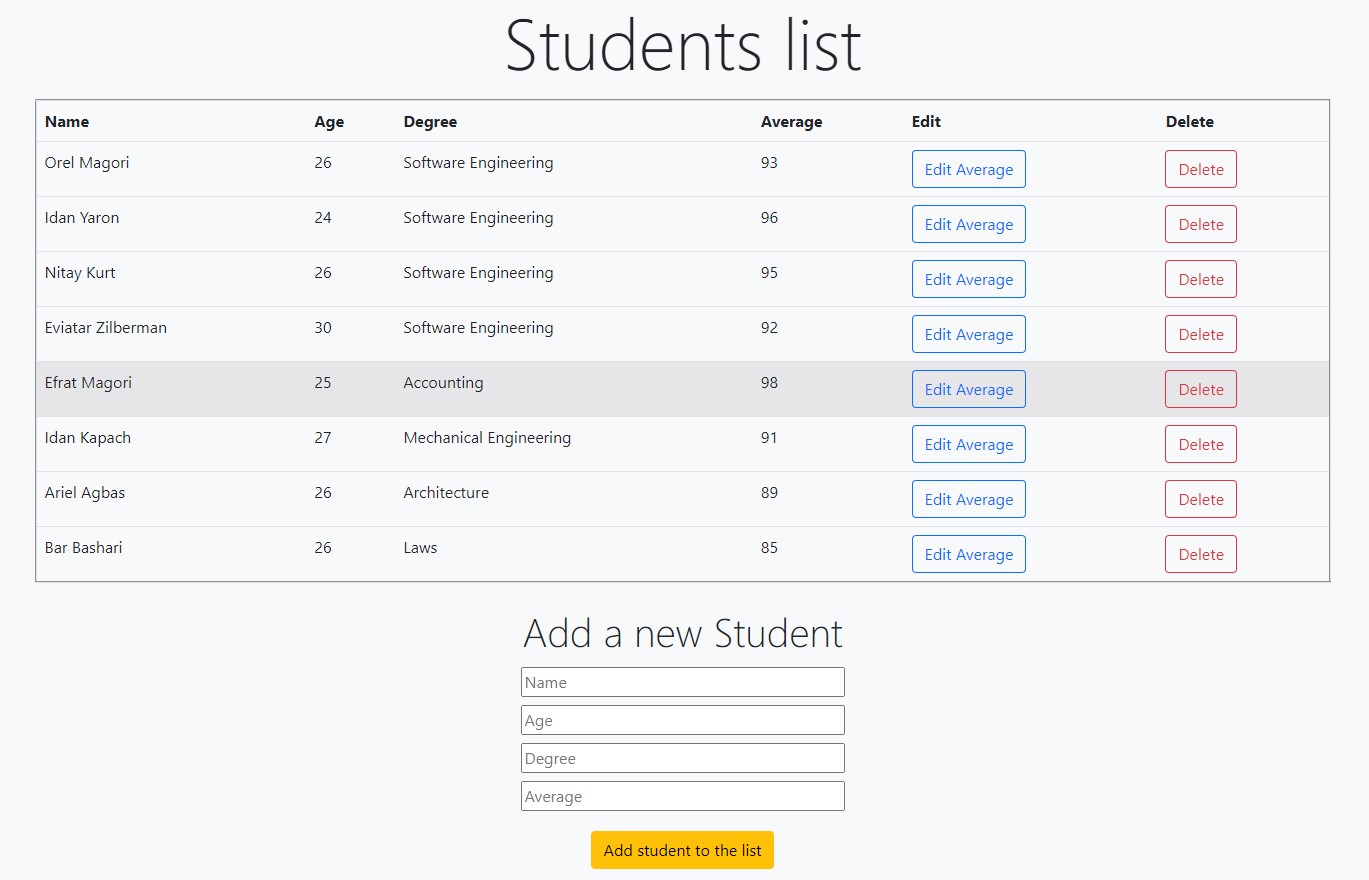 Students list
Name Age Degree Average Edit Delete
Orel Magori 26 Software Engineering 93 Edit Average Delete
Idan Yaron 24 Software Engineering 96 Edit Average Delete
Nitay Kurt 26 Software Engineering 95 Edit Average Delete
Eviatar Zilberman 30 Software Engineering 92 Edit Average Delete
Efrat Magori 25 Accounting 98 Edit Average Delete
Idan Kapach 27 Mechanical Engineering 91 Edit Average Delete
Ariel Agbas 26 Architecture 89 Edit Average Delete
Bar Bashari 26 Laws 85 Edit Average Delete
Add a new Student
Name
Age
Degree
Average
Add student to the list